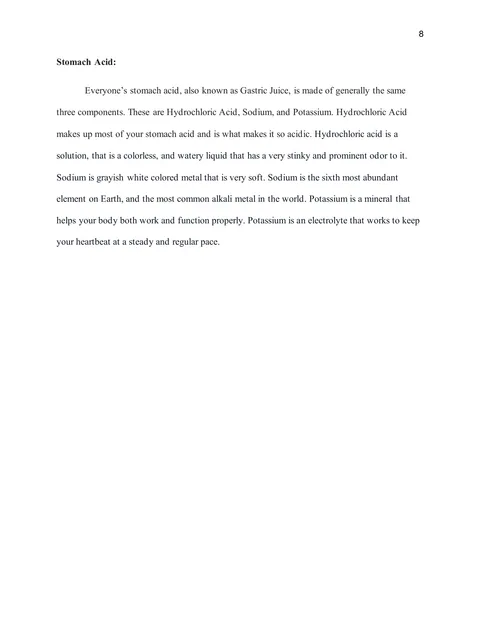 8
Stomach Acid:
Everyone’s stomach acid, also known as Gastric Juice, is made of generally the same
three components. These are Hydrochloric Acid, Sodium, and Potassium. Hydrochloric Acid
makes up most of your stomach acid and is what makes it so acidic. Hydrochloric acid is a
solution, that is a colorless, and watery liquid that has a very stinky and prominent odor to it.
Sodium is grayish white colored metal that is very soft. Sodium is the sixth most abundant
element on Earth, and the most common alkali metal in the world. Potassium is a mineral that
helps your body both work and function properly. Potassium is an electrolyte that works to keep
your heartbeat at a steady and regular pace.